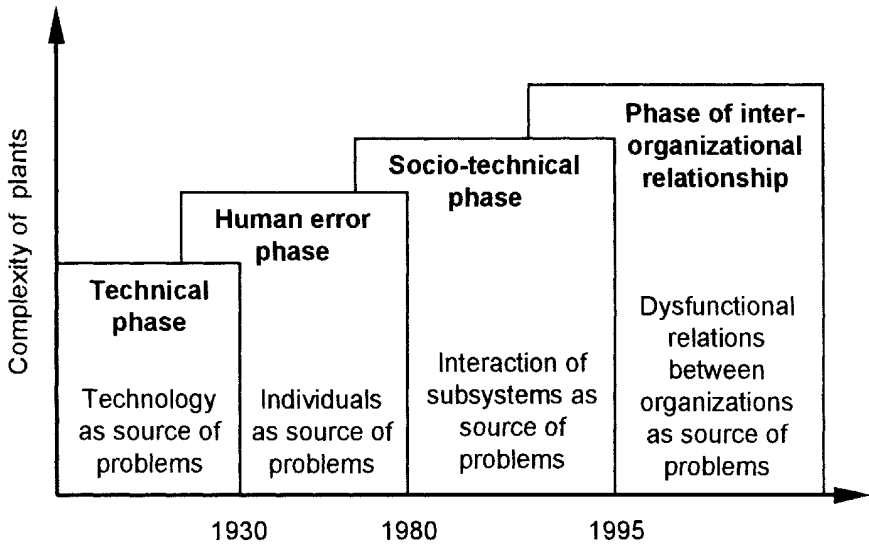 Complexity of plants
Technical
phase
Technology
as source of
problems
Human error
phase
Individuals
as source of
problems
Socio-technical
phase
Interaction of
subsystems as
source of
problems
Phase of inter-
organizational
relationship
Dysfunctional
relations
between
organizations
as source of
problems
1930
1980
1995